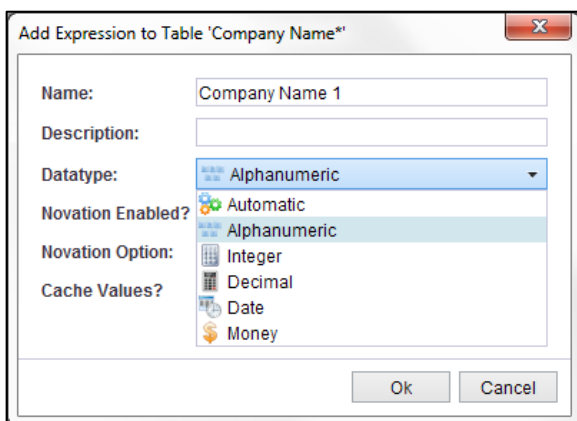 Add Expression to Table 'Company Name*'
Name: Company Name 1
Description:
Datatype: Alphanumeric
Automatic
Novation Enabled?
Alphanumeric
Novation Option: Integer
Decimal
Cache Values?
Date
Money
Ok Cancel